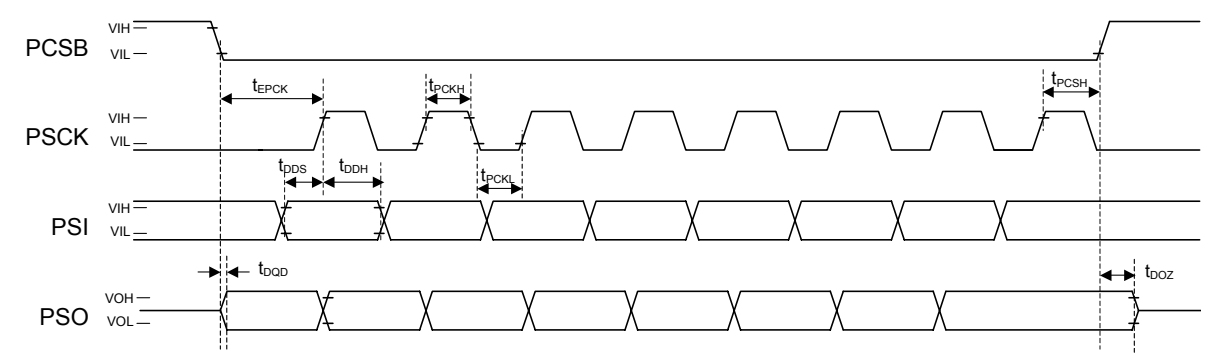 VIH
PCSB
VIL
tEPCK
tPCKH
tPCSH
VIH
PSCK
VIL
tDDS
tDDH
tPCKL
VIH
PSI
VIL
tDQD
tDOZ
VOH
PSO
VOL